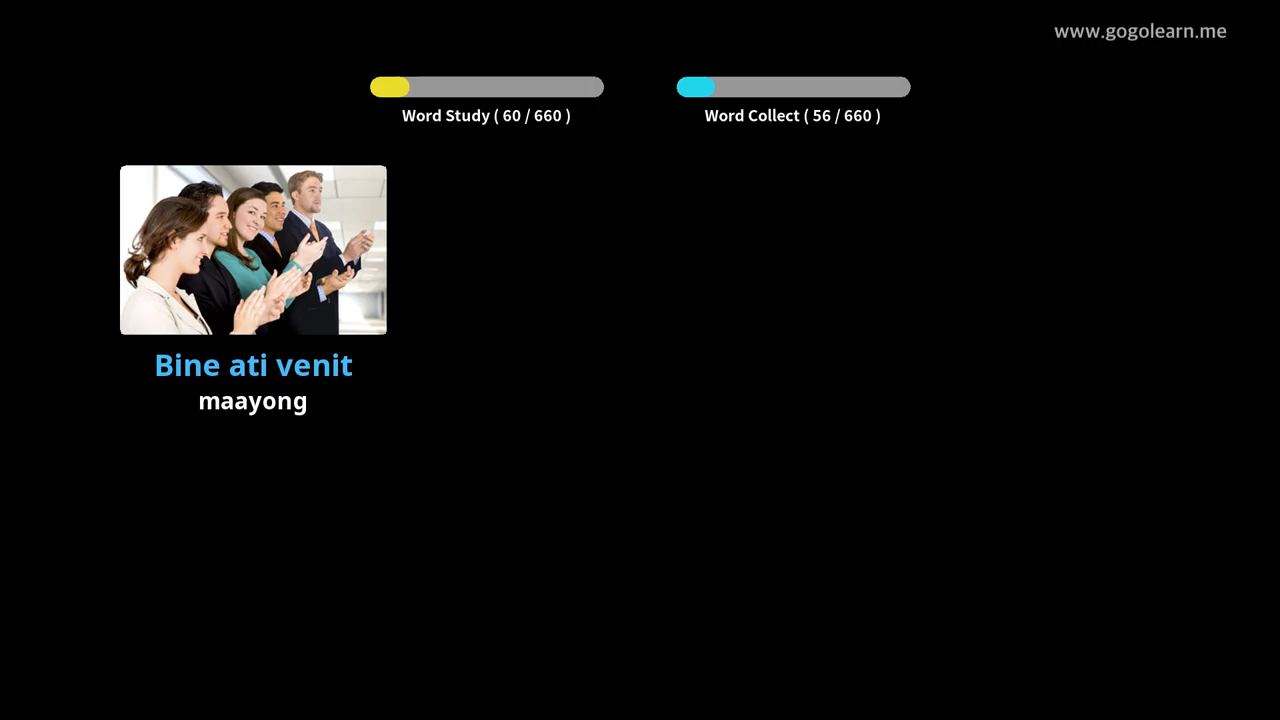 www.gogolearn.me
Word Study ( 60 / 660 )
Word Collect ( 56 / 660 )
Bine ati venit
maayong